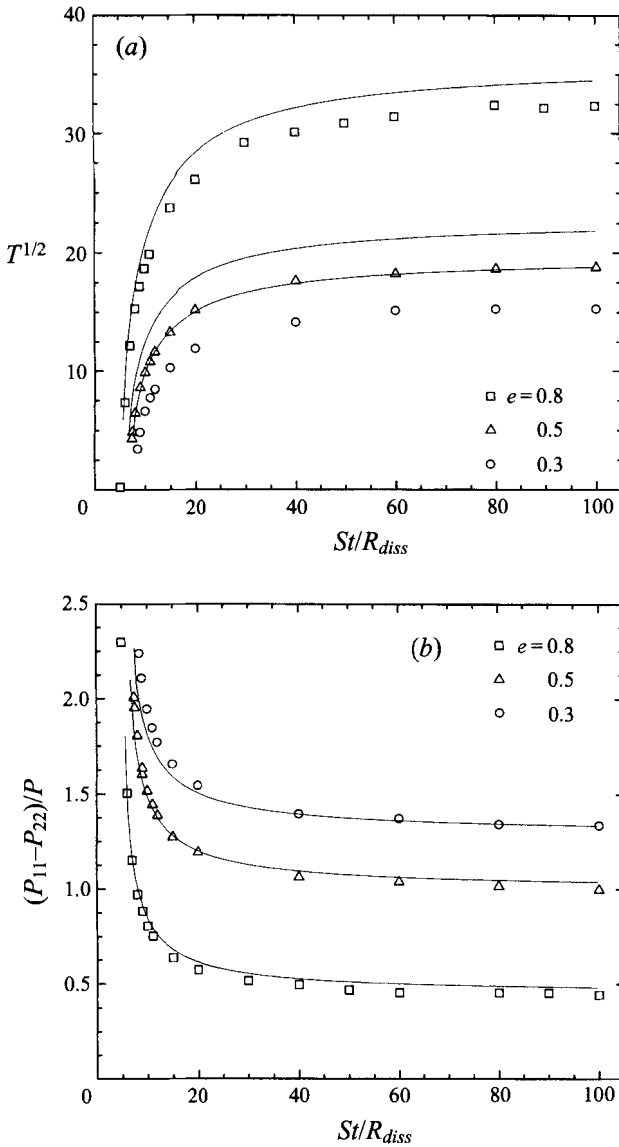 40
(a)
30
T^{1/2}
20
10
□ e = 0.8
△ 0.5
○ 0.3
0 20 40 60 80 100
St/R_{diss}
2.5
(b)
□ e = 0.8
△ 0.5
○ 0.3
2.0
1.5
(P_{11}–P_{22})/P
1.0
0.5
0 20 40 60 80 100
St/R_{diss}